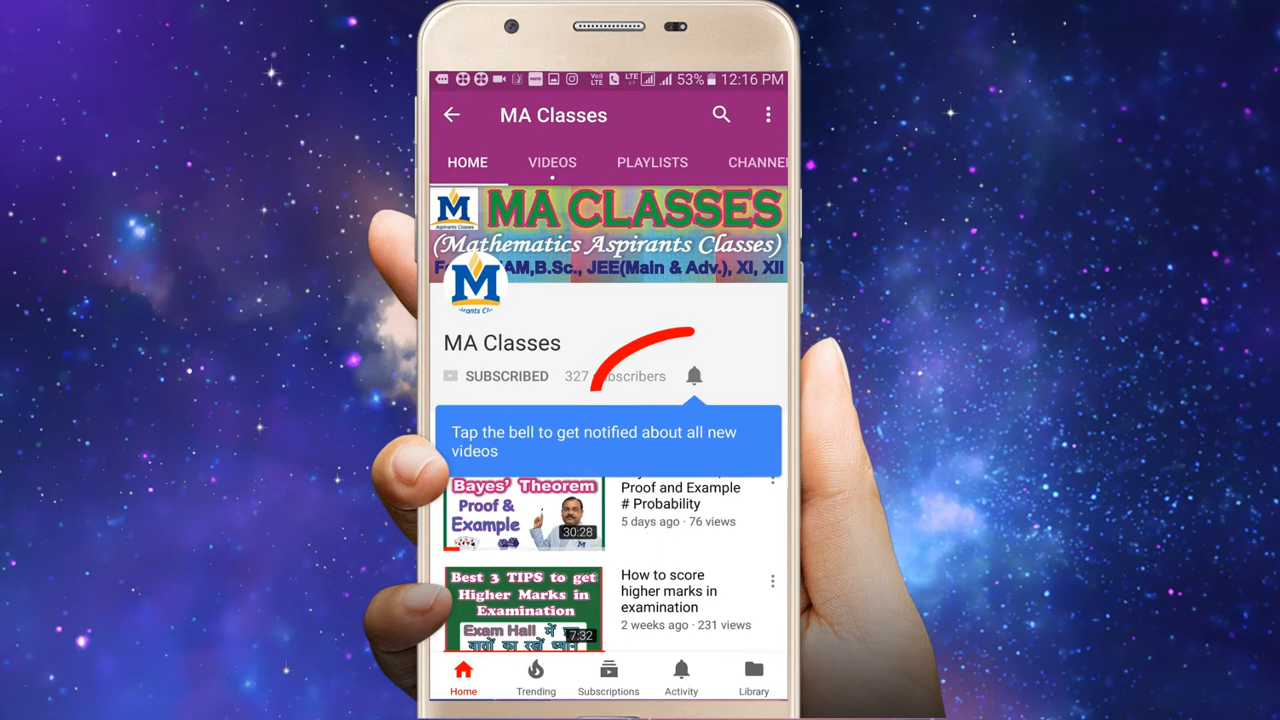 53% 12:16 PM
MA Classes
HOME VIDEOS PLAYLISTS CHANNE
M MA CLASSES
Aspirants Classes
(Mathematics Aspirants Classes)
B.Sc., JEE(Main & Adv.), XI, XII
M
MA Classes
SUBSCRIBED 327
Tap the bell to get notified about all new
videos
Bayes' Theorem
Proof &
Example
30:28
Proof and Example
# Probability
5 days ago · 76 views
Best 3 TIPS to get
Higher Marks in
Examination
Exam Hall में
बातों का रखें ध्यान
7:32
How to score
higher marks in
examination
2 weeks ago · 231 views
Home Trending Subscriptions Activity Library